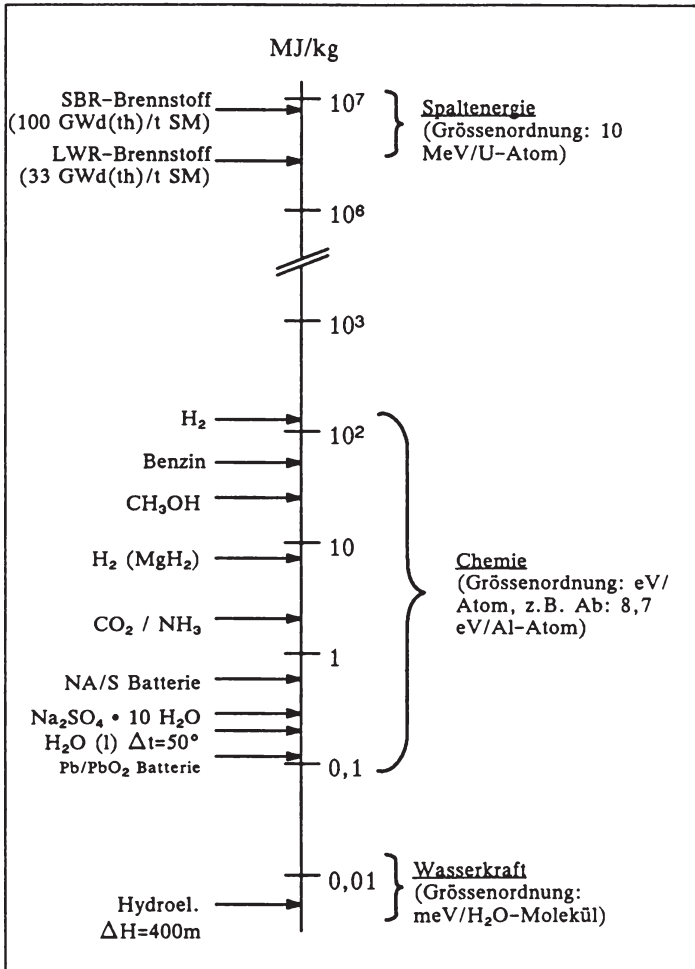 MJ/kg
SBR–Brennstoff
(100 GWd(th)/t SM)
10⁷
Spaltenergie
(Grössenordnung: 10
MeV/U–Atom)
LWR–Brennstoff
(33 GWd(th)/t SM)
10⁶
10³
H₂
10²
Benzin
CH₃OH
10
H₂ (MgH₂)
Chemie
(Grössenordnung: eV/
Atom, z.B. Ab: 8,7
eV/Al–Atom)
CO₂ / NH₃
1
NA/S Batterie
Na₂SO₄ • 10 H₂O
H₂O (l) Δt=50°
Pb/PbO₂ Batterie
0,1
0,01
Wasserkraft
(Grössenordnung:
meV/H₂O–Molekül)
Hydroel.
ΔH=400m